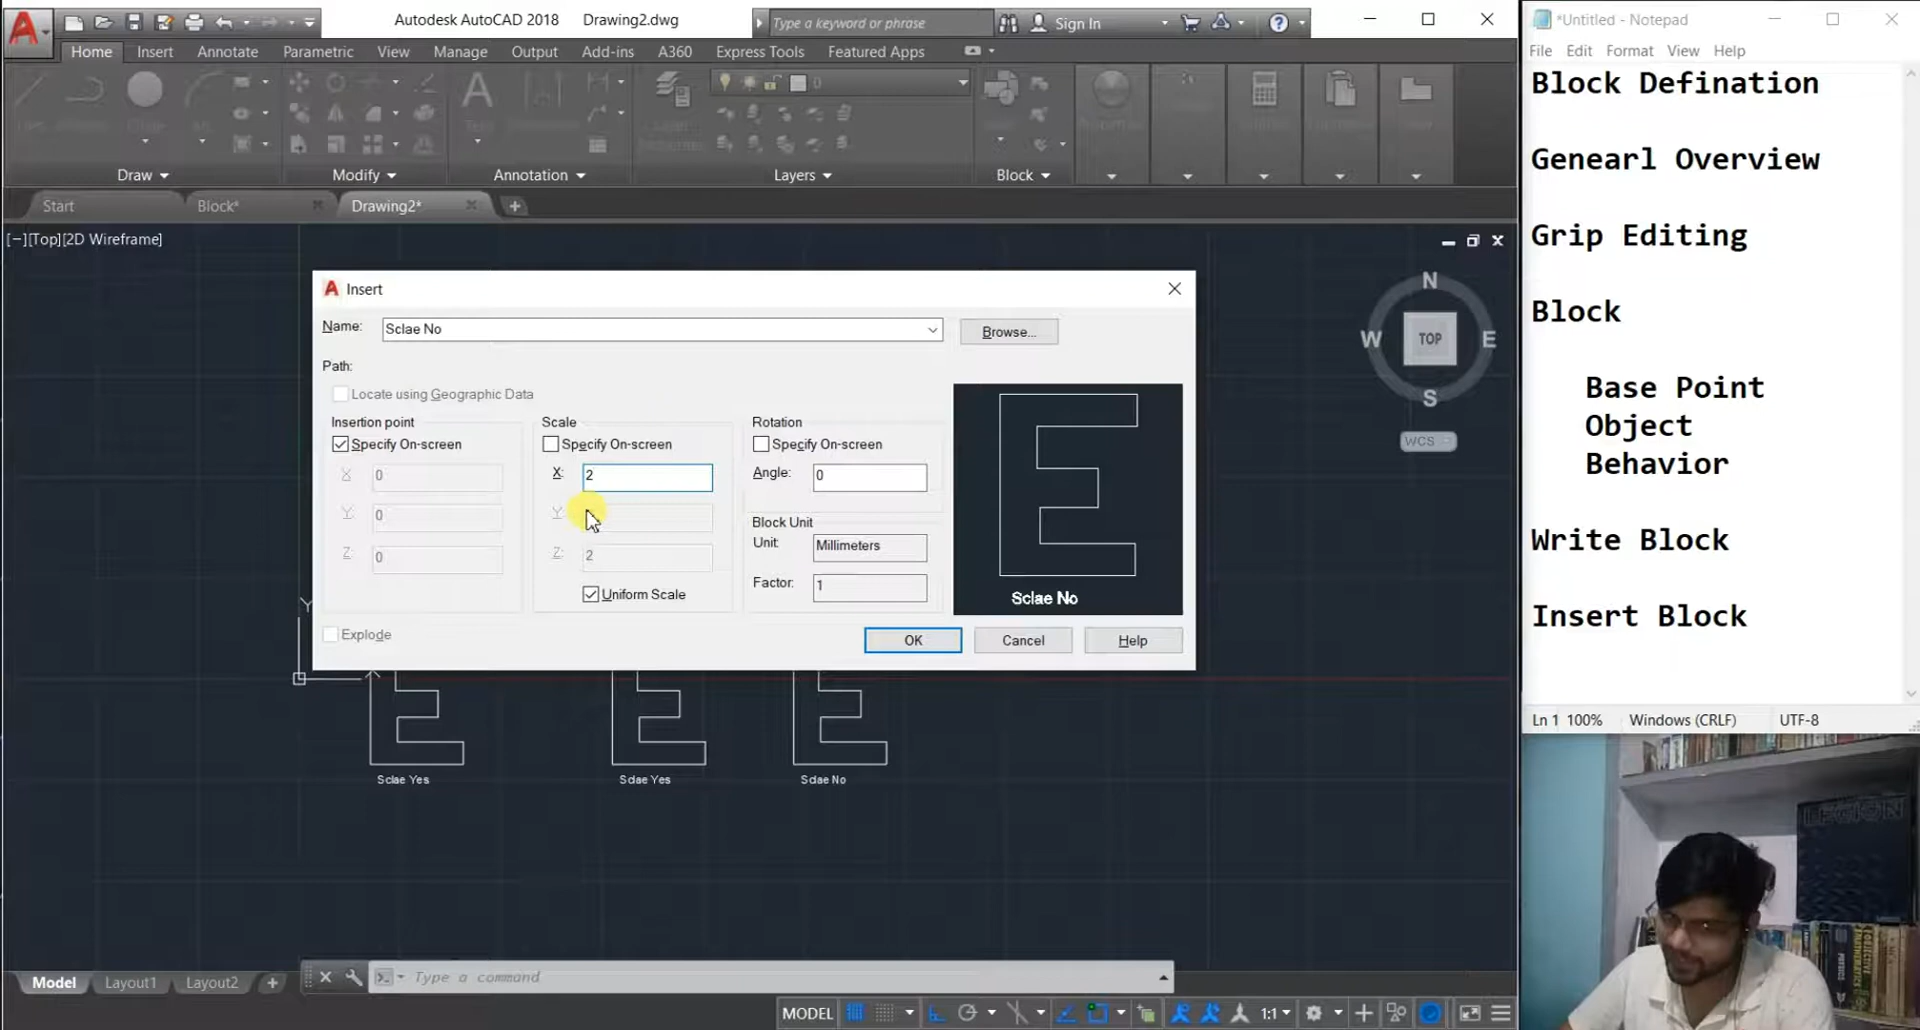 Autodesk AutoCAD 2018 Drawing2.dwg
Type a keyword or phrase
Sign In
Home Insert Annotate Parametric View Manage Output Add-ins A360 Express Tools Featured Apps
0
Draw Modify Annotation Layers Block
Start Block* Drawing2*
[−][Top][2D Wireframe]
Insert
Name: Sclae No Browse...
Path:
Locate using Geographic Data
Insertion point
Specify On-screen
X: 0
Y: 0
Z: 0
Scale
Specify On-screen
X: 2
Y:
Z: 2
Uniform Scale
Rotation
Specify On-screen
Angle: 0
Block Unit
Unit: Millimeters
Factor: 1
E
Sclae No
Explode
OK Cancel Help
N
W TOP E
S
WCS
Y
Sclae Yes Sclae Yes Sclae No
Type a command
Model Layout1 Layout2
MODEL 1:1
*Untitled - Notepad
File Edit Format View Help
Block Defination
Genearl Overview
Grip Editing
Block
Base Point
Object
Behavior
Write Block
Insert Block
Ln 1 100% Windows (CRLF) UTF-8
LEGION